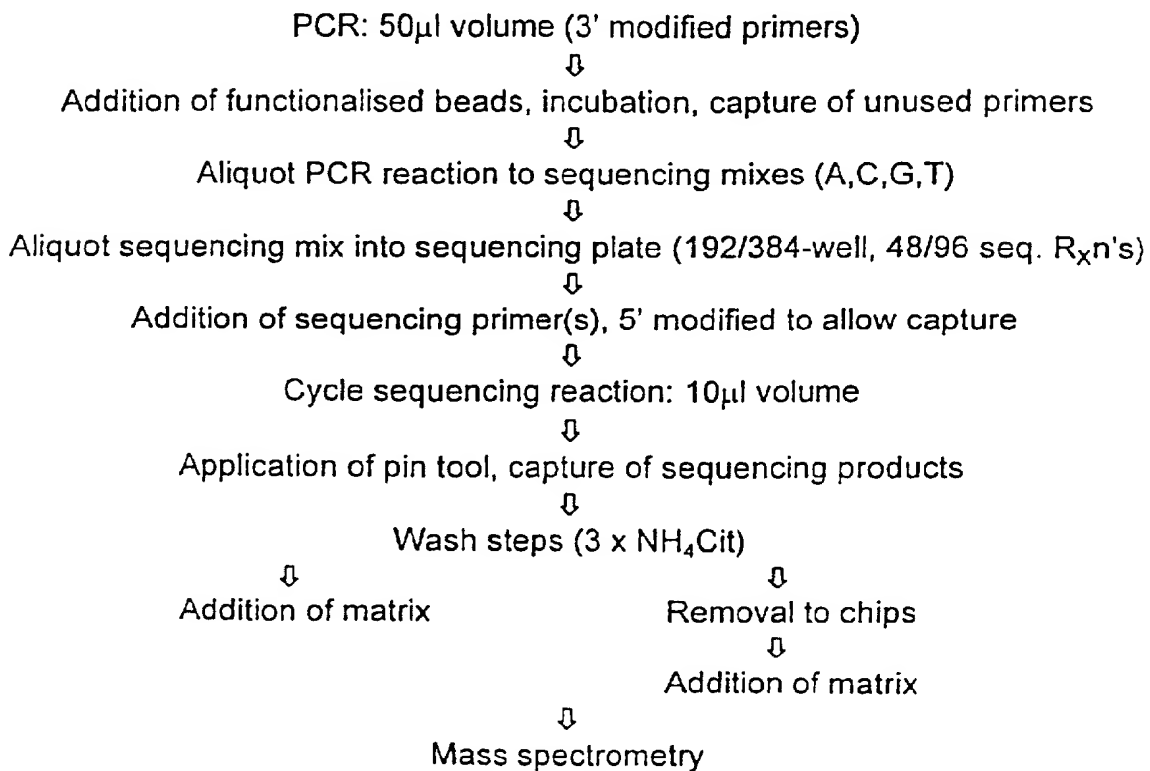 PCR: 50µl volume (3' modified primers)
⇩
Addition of functionalised beads, incubation, capture of unused primers
⇩
Aliquot PCR reaction to sequencing mixes (A,C,G,T)
⇩
Aliquot sequencing mix into sequencing plate (192/384-well, 48/96 seq. RXn's)
⇩
Addition of sequencing primer(s), 5' modified to allow capture
⇩
Cycle sequencing reaction: 10µl volume
⇩
Application of pin tool, capture of sequencing products
⇩
Wash steps (3 x NH4Cit)
⇩ ⇩
Addition of matrix Removal to chips
⇩
Addition of matrix
⇩
Mass spectrometry